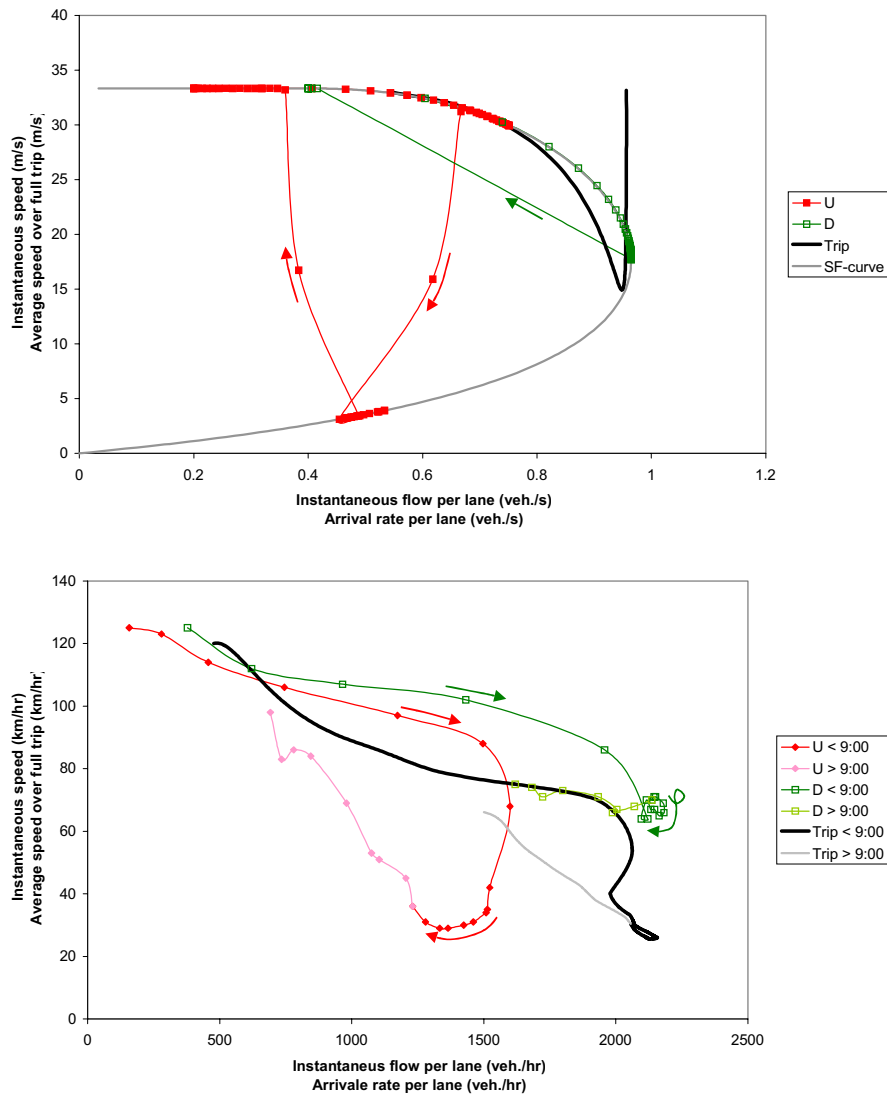 40
35
30
25
20
15
10
5
0
Instantaneous speed (m/s)
Average speed over full trip (m/s)
0 0.2 0.4 0.6 0.8 1 1.2
Instantaneous flow per lane (veh./s)
Arrival rate per lane (veh./s)
U
D
Trip
SF-curve
140
120
100
80
60
40
20
0
Instantaneous speed (km/hr)
Average speed over full trip (km/hr)
0 500 1000 1500 2000 2500
Instantaneus flow per lane (veh./hr)
Arrivale rate per lane (veh./hr)
U < 9:00
U > 9:00
D < 9:00
D > 9:00
Trip < 9:00
Trip > 9:00